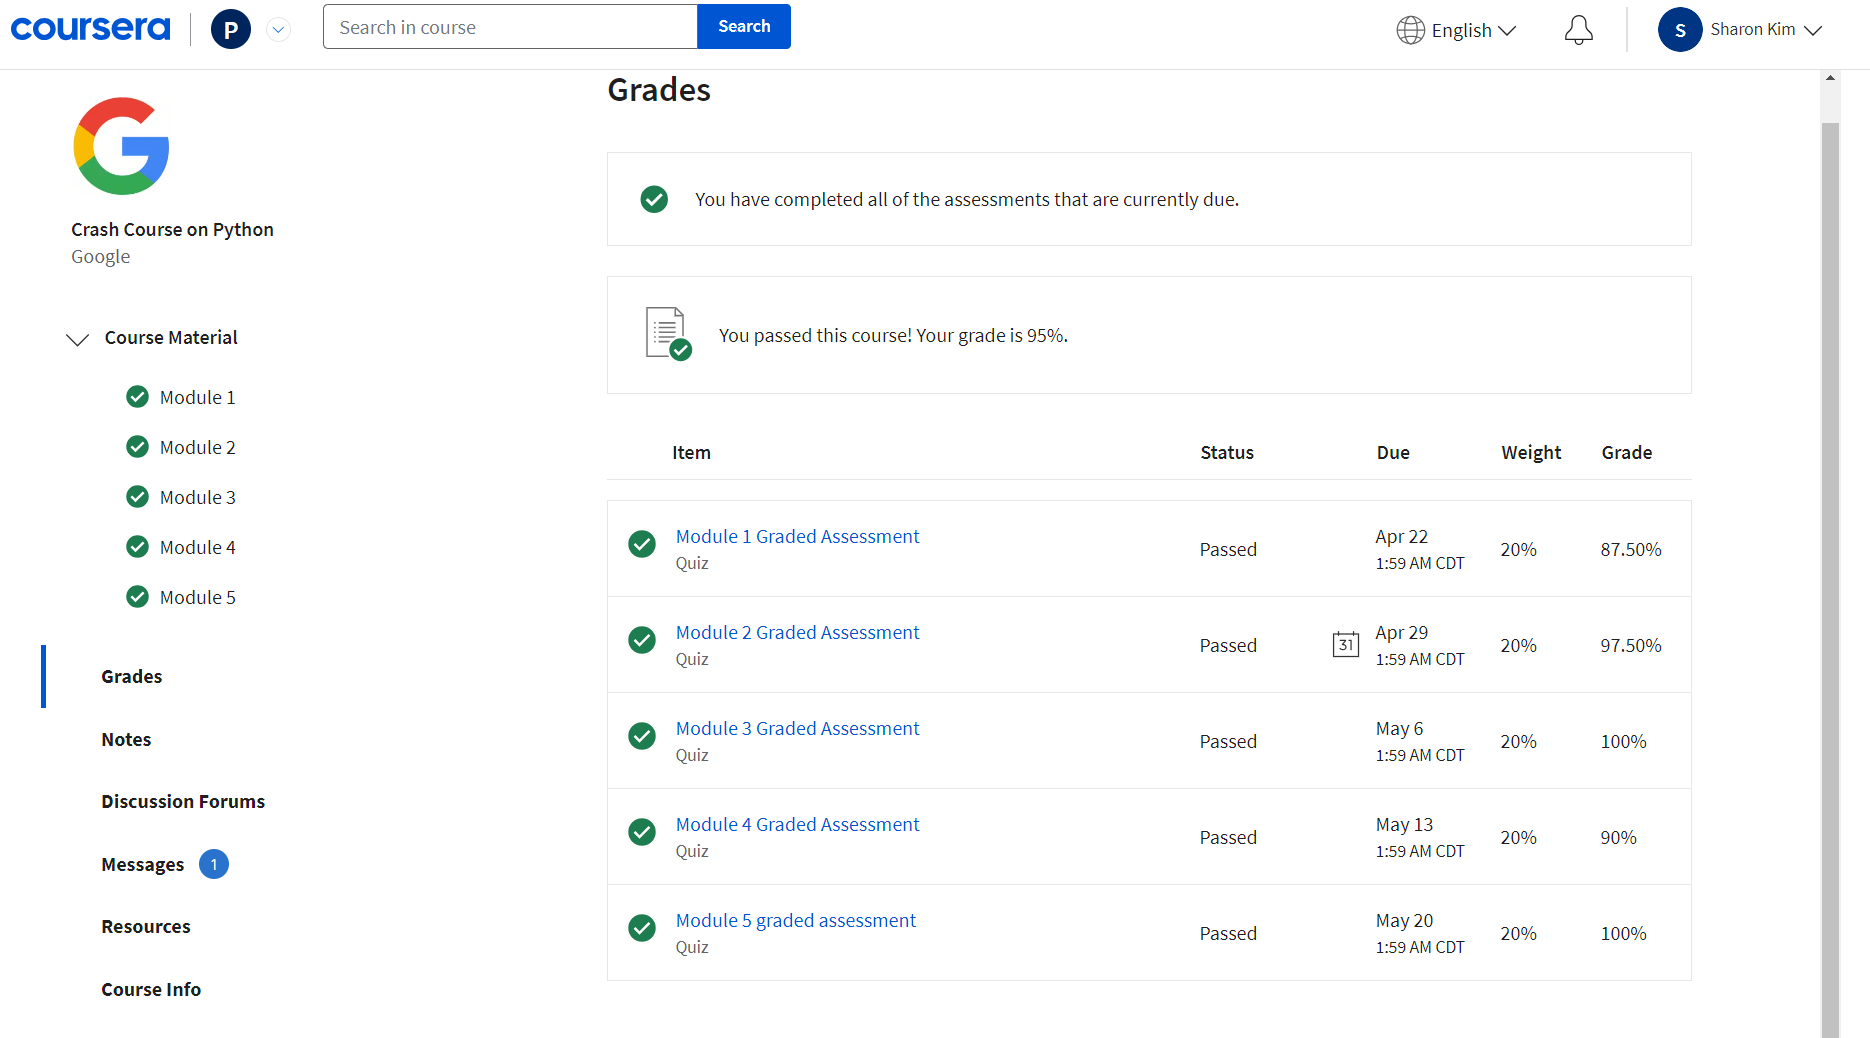 coursera
P
Search in course
Search
English
S
Sharon Kim
G
Crash Course on Python
Google
Course Material
Module 1
Module 2
Module 3
Module 4
Module 5
Grades
Notes
Discussion Forums
Messages 1
Resources
Course Info
Grades
You have completed all of the assessments that are currently due.
You passed this course! Your grade is 95%.
Item Status Due Weight Grade
Module 1 Graded Assessment
Quiz
Passed
Apr 22
1:59 AM CDT
20%
87.50%
Module 2 Graded Assessment
Quiz
Passed
31
Apr 29
1:59 AM CDT
20%
97.50%
Module 3 Graded Assessment
Quiz
Passed
May 6
1:59 AM CDT
20%
100%
Module 4 Graded Assessment
Quiz
Passed
May 13
1:59 AM CDT
20%
90%
Module 5 graded assessment
Quiz
Passed
May 20
1:59 AM CDT
20%
100%